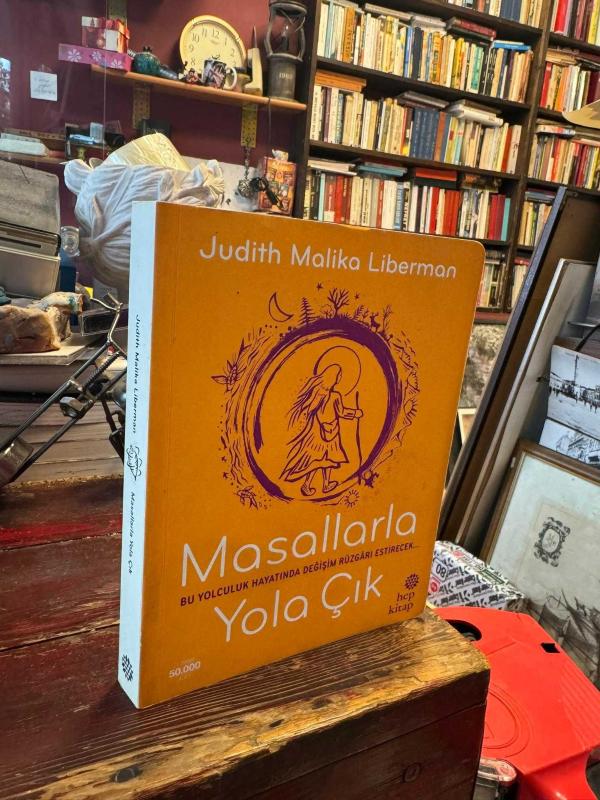 Judith Malika Liberman
Masallarla
BU YOLCULUK HAYATINDA DEĞİŞİM RÜZGÂRI ESTİRECEK...
Yola Çık
hep
kitap
50.000
Judith Malika Liberman
Masallarla Yola Çık